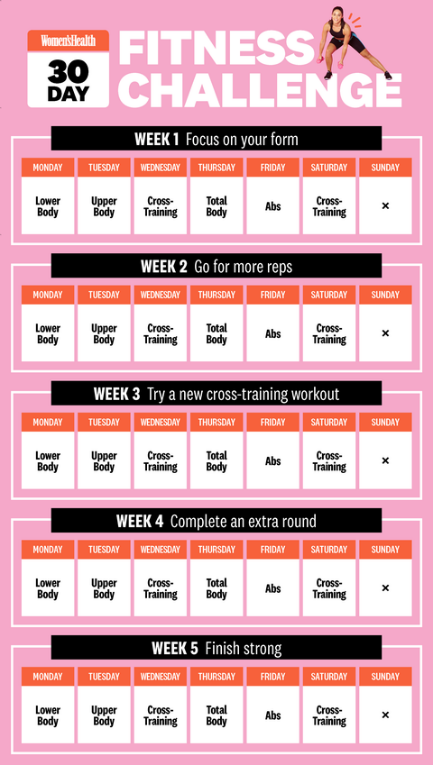 Women'sHealth
30
DAY
FITNESS
CHALLENGE
WEEK 1 Focus on your form
MONDAY TUESDAY WEDNESDAY THURSDAY FRIDAY SATURDAY SUNDAY
Lower Upper Cross- Total Abs Cross- ×
Body Body Training Body Training
WEEK 2 Go for more reps
MONDAY TUESDAY WEDNESDAY THURSDAY FRIDAY SATURDAY SUNDAY
Lower Upper Cross- Total Abs Cross- ×
Body Body Training Body Training
WEEK 3 Try a new cross-training workout
MONDAY TUESDAY WEDNESDAY THURSDAY FRIDAY SATURDAY SUNDAY
Lower Upper Cross- Total Abs Cross- ×
Body Body Training Body Training
WEEK 4 Complete an extra round
MONDAY TUESDAY WEDNESDAY THURSDAY FRIDAY SATURDAY SUNDAY
Lower Upper Cross- Total Abs Cross- ×
Body Body Training Body Training
WEEK 5 Finish strong
MONDAY TUESDAY WEDNESDAY THURSDAY FRIDAY SATURDAY SUNDAY
Lower Upper Cross- Total Abs Cross- ×
Body Body Training Body Training